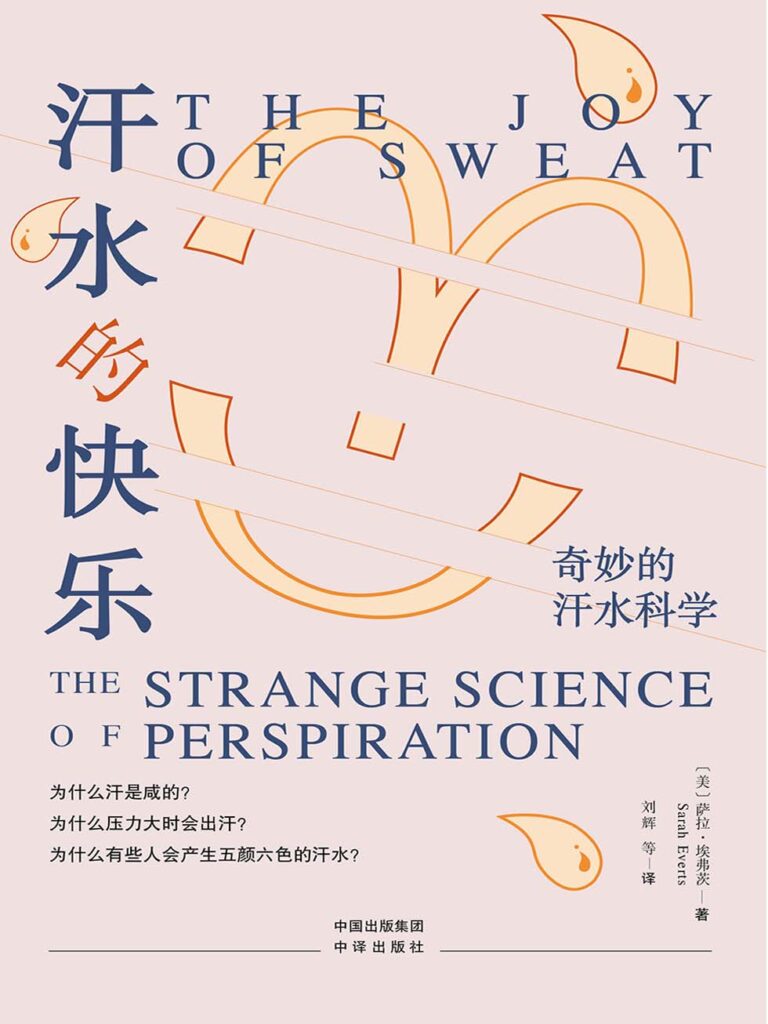 汗水的快乐
THE JOY
OF SWEAT
奇妙的
汗水科学
THE STRANGE SCIENCE
OF PERSPIRATION
为什么汗是咸的?
为什么压力大时会出汗?
为什么有些人会产生五颜六色的汗水?
〔美〕萨拉·埃弗茨—著
Sarah Everts
刘辉 等—译
中国出版集团
中译出版社